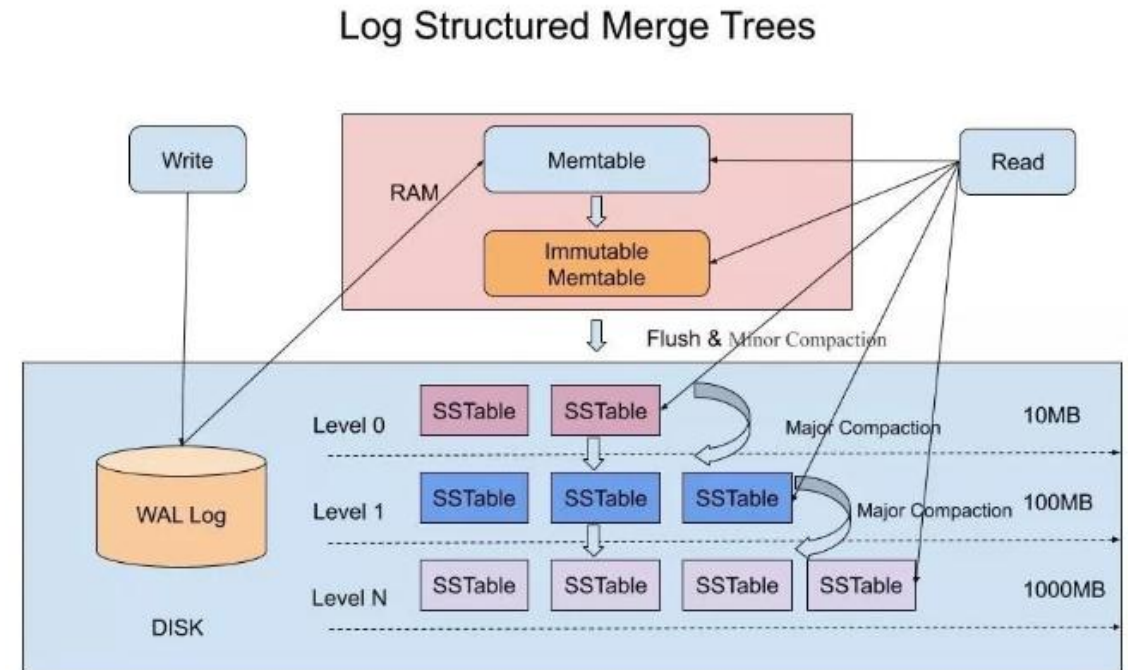 Log Structured Merge Trees
Write
RAM
Memtable
Read
Immutable
Memtable
Flush & Minor Compaction
Level 0
SSTable
SSTable
Major Compaction
10MB
WAL Log
Level 1
SSTable
SSTable
SSTable
Major Compaction
100MB
Level N
SSTable
SSTable
SSTable
SSTable
1000MB
DISK